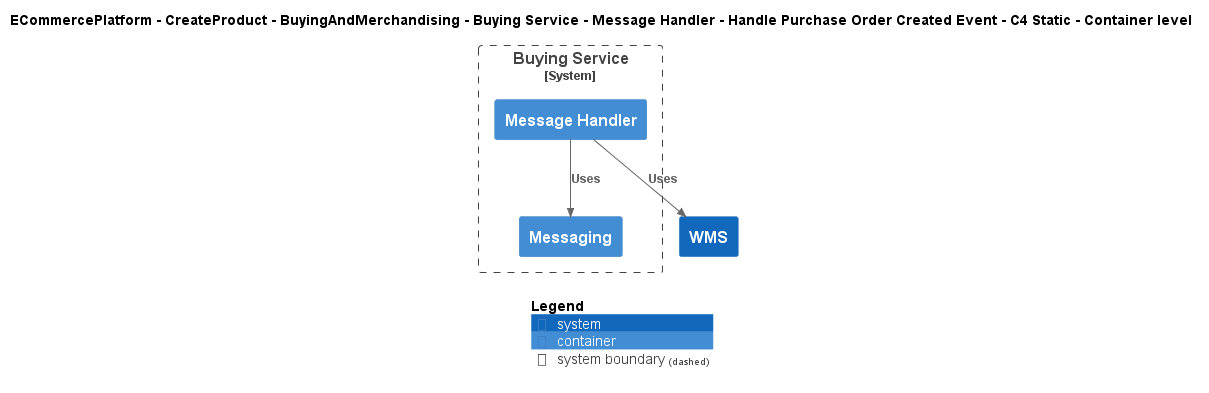 ECommercePlatform - CreateProduct - BuyingAndMerchandising - Buying Service - Message Handler - Handle Purchase Order Created Event - C4 Static - Container level
Buying Service
[System]
Message Handler
Uses
Uses
Messaging
WMS
Legend
system
container
system boundary (dashed)